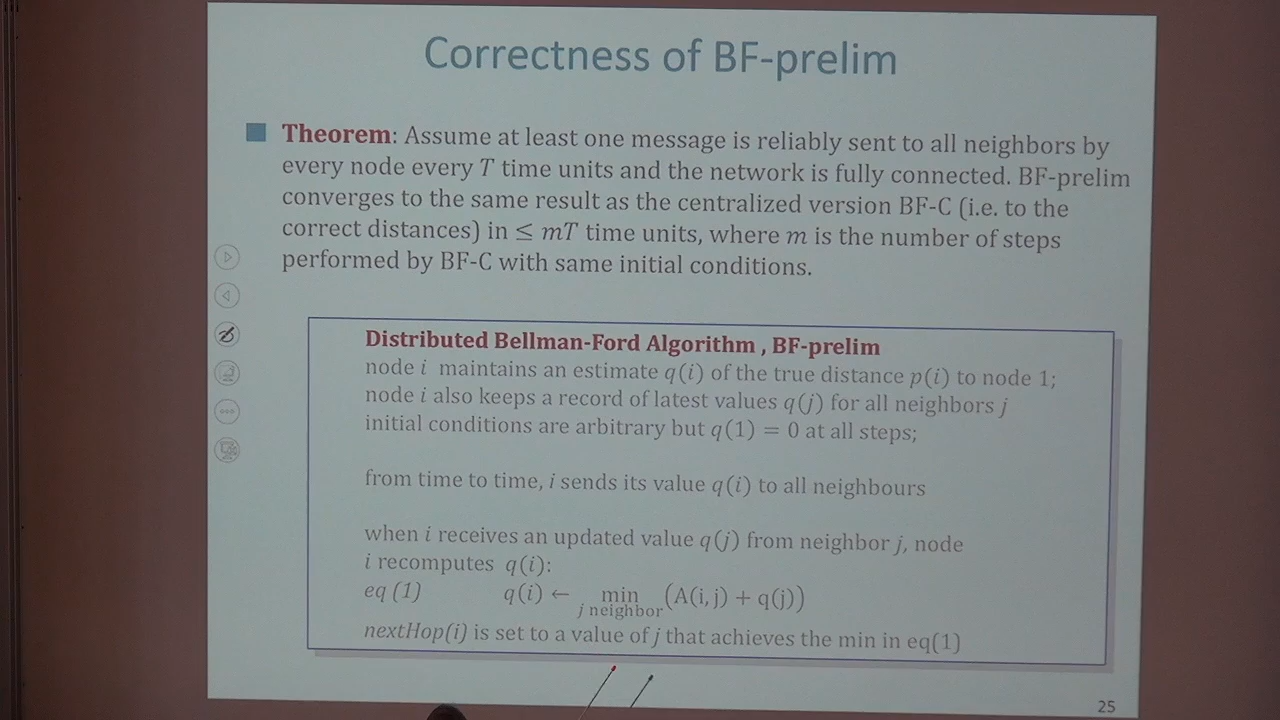 Correctness of BF-prelim
Theorem: Assume at least one message is reliably sent to all neighbors by
every node every T time units and the network is fully connected. BF-prelim
converges to the same result as the centralized version BF-C (i.e. to the
correct distances) in ≤ mT time units, where m is the number of steps
performed by BF-C with same initial conditions.
Distributed Bellman-Ford Algorithm , BF-prelim
node i maintains an estimate q(i) of the true distance p(i) to node 1;
node i also keeps a record of latest values q(j) for all neighbors j
initial conditions are arbitrary but q(1) = 0 at all steps;
from time to time, i sends its value q(i) to all neighbours
when i receives an updated value q(j) from neighbor j, node
i recomputes q(i):
eq (1) q(i) ← min (A(i,j) + q(j))
j neighbor
nextHop(i) is set to a value of j that achieves the min in eq(1)
25